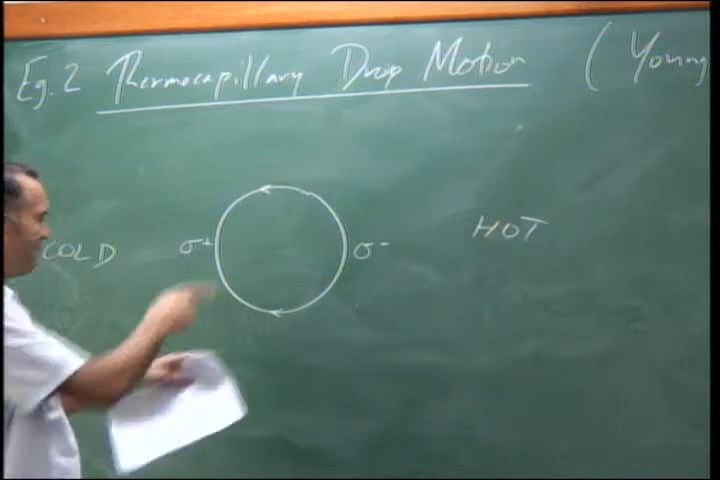 Eg. 2 Thermocapillary Drop Motion (Young
COLD σ+ σ- HOT